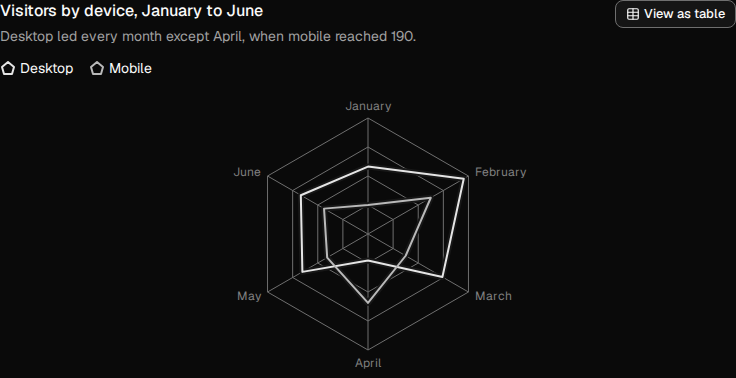 Visitors by device, January to June
View as table
Desktop led every month except April, when mobile reached 190.
Desktop
Mobile
January
June
February
May
March
April